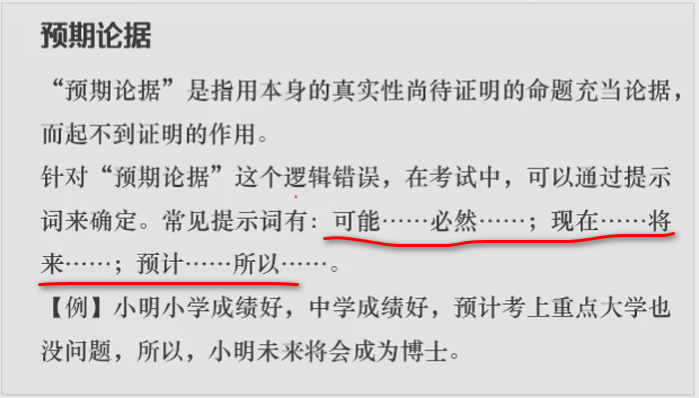 预期论据
“预期论据”是指用本身的真实性尚待证明的命题充当论据，
而起不到证明的作用。
针对“预期论据”这个逻辑错误，在考试中，可以通过提示
词来确定。常见提示词有：可能……必然……；现在……将
来……；预计……所以……。
【例】小明小学成绩好，中学成绩好，预计考上重点大学也
没问题，所以，小明未来将会成为博士。